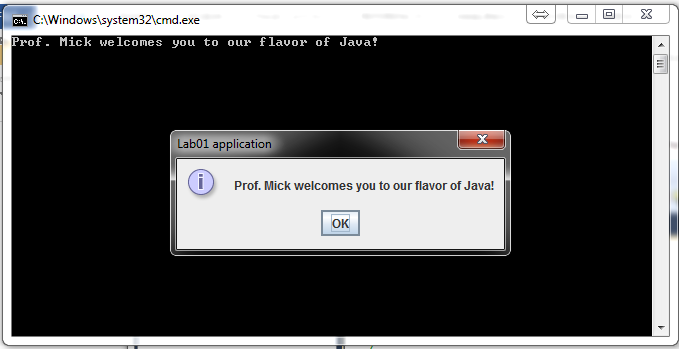 C:\Windows\system32\cmd.exe
Prof. Mick welcomes you to our flavor of Java!
Lab01 application
Prof. Mick welcomes you to our flavor of Java!
OK